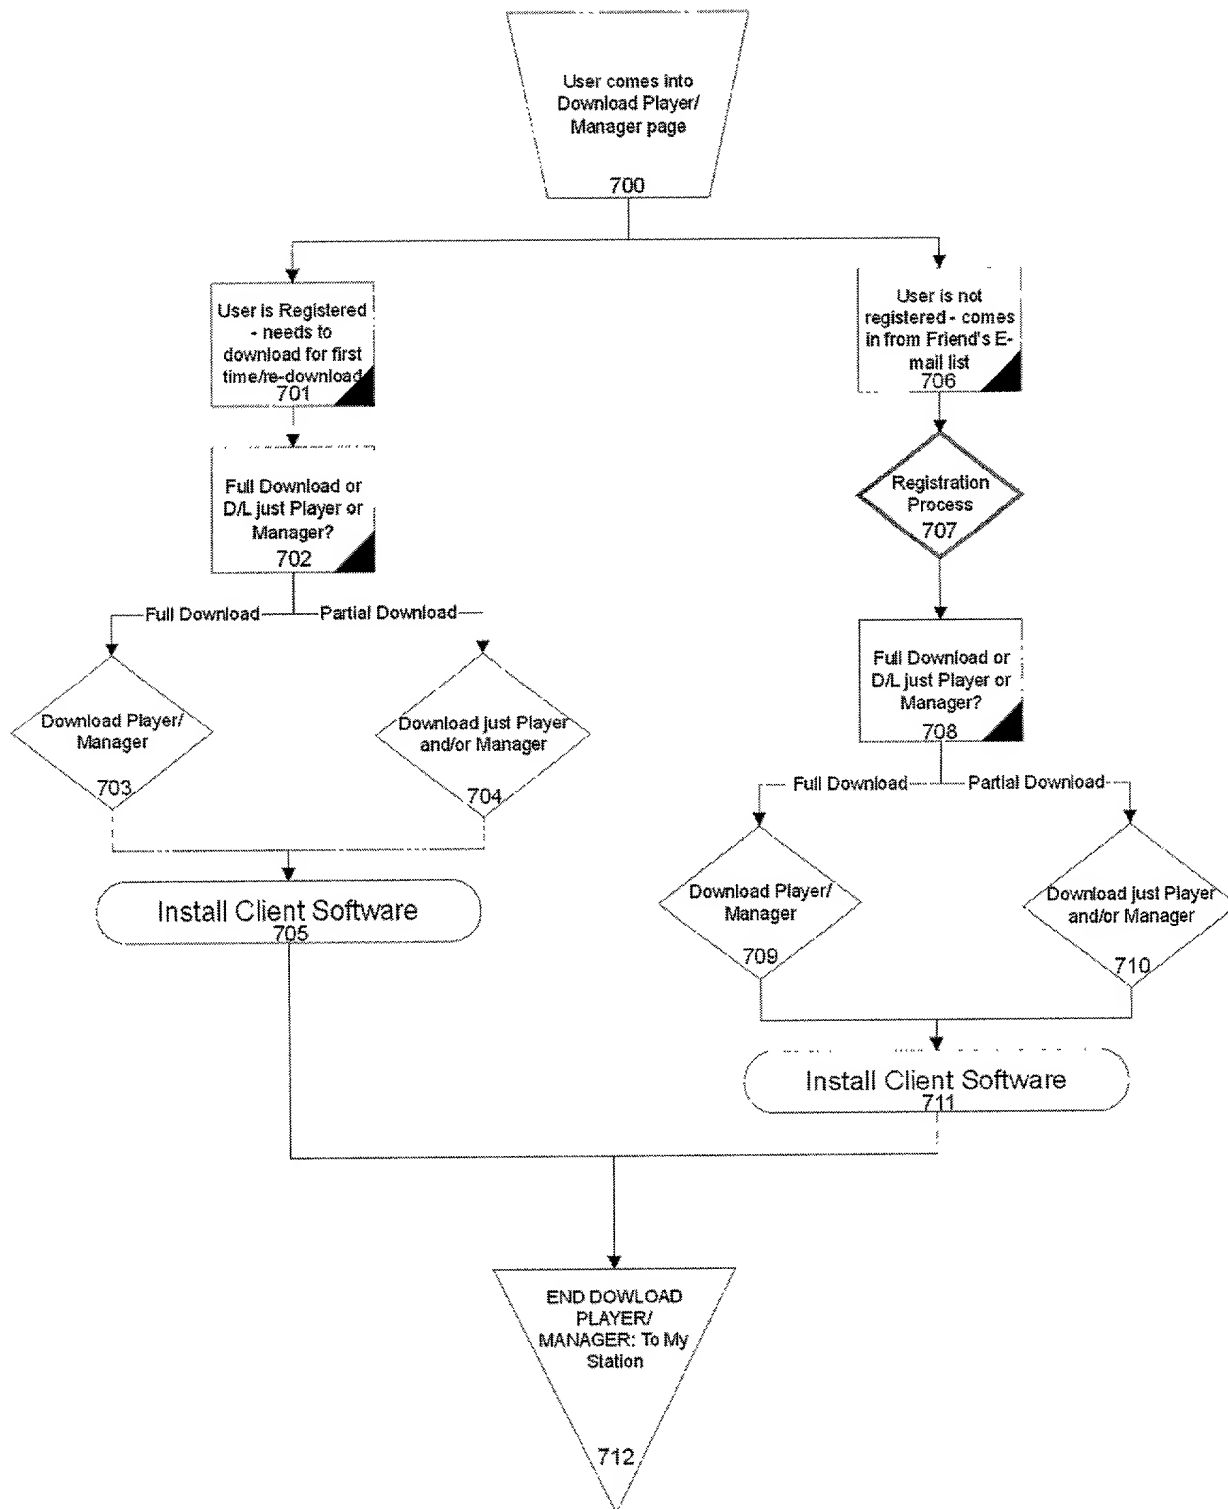 User comes into
Download Player/
Manager page
700
User is Registered
- needs to
download for first
time/re-download
701
User is not
registered - comes
in from Friend's E-
mail list
706
Full Download or
D/L just Player or
Manager?
702
Registration
Process
707
Full Download
Partial Download
Full Download or
D/L just Player or
Manager?
708
Download Player/
Manager
703
Download just Player
and/or Manager
704
Full Download
Partial Download
Install Client Software
705
Download Player/
Manager
709
Download just Player
and/or Manager
710
Install Client Software
711
END DOWLOAD
PLAYER/
MANAGER: To My
Station
712